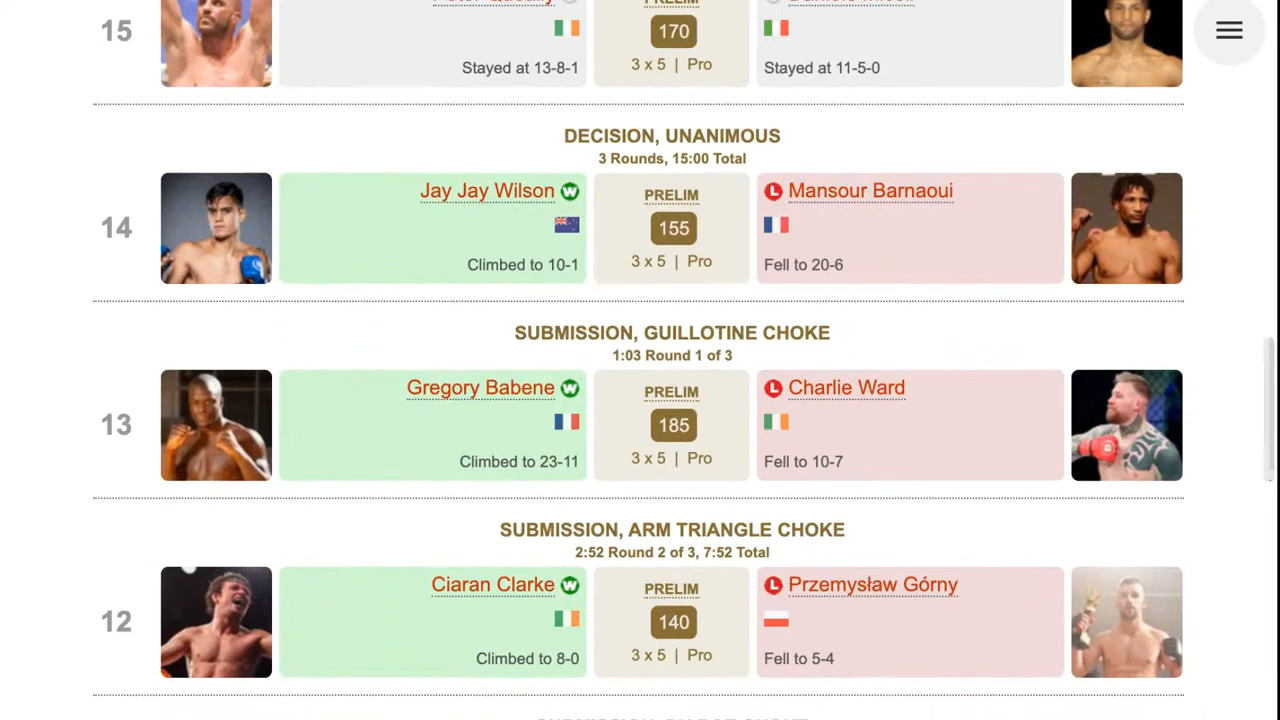 15
170
Stayed at 13-8-1
3 x 5 | Pro
Stayed at 11-5-0
DECISION, UNANIMOUS
3 Rounds, 15:00 Total
14
Jay Jay Wilson W
PRELIM
L Mansour Barnaoui
155
Climbed to 10-1
3 x 5 | Pro
Fell to 20-6
SUBMISSION, GUILLOTINE CHOKE
1:03 Round 1 of 3
13
Gregory Babene W
PRELIM
L Charlie Ward
185
Climbed to 23-11
3 x 5 | Pro
Fell to 10-7
SUBMISSION, ARM TRIANGLE CHOKE
2:52 Round 2 of 3, 7:52 Total
12
Ciaran Clarke W
PRELIM
L Przemysław Górny
140
Climbed to 8-0
3 x 5 | Pro
Fell to 5-4